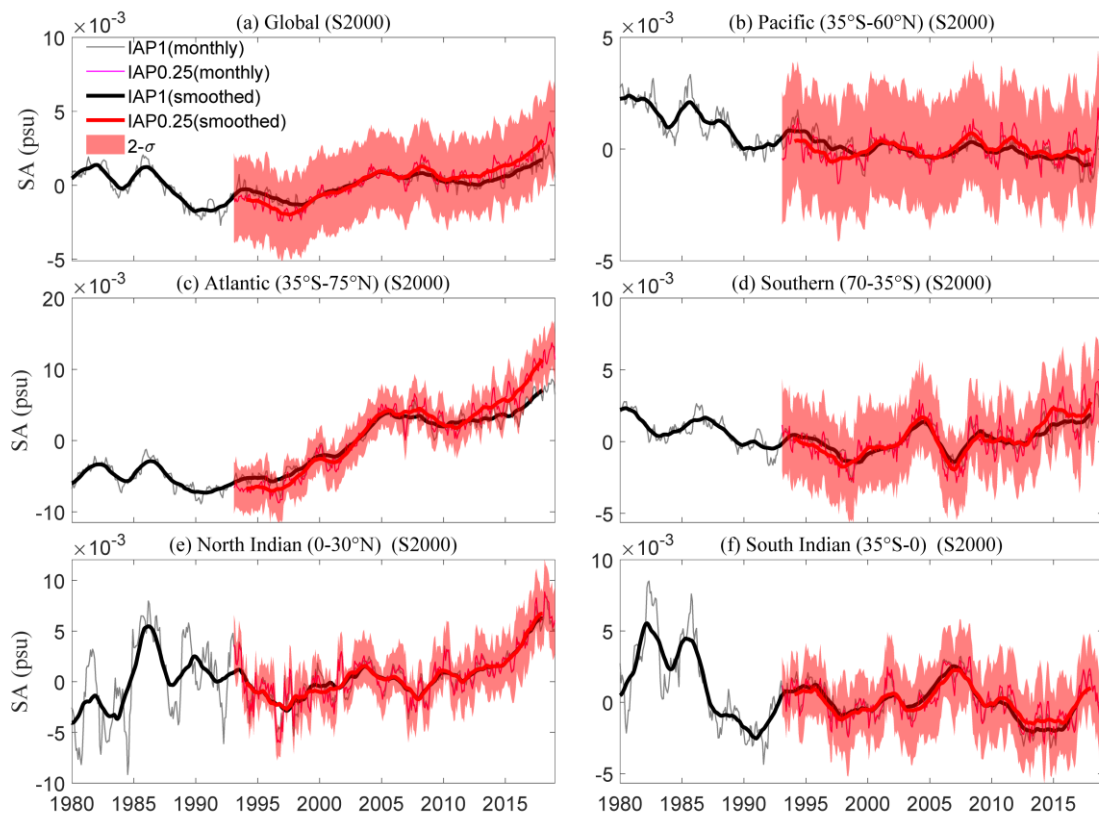 ×10⁻³
(a) Global (S2000)
10
5
0
-5
SA (psu)
IAP1(monthly)
IAP0.25(monthly)
IAP1(smoothed)
IAP0.25(smoothed)
2-σ
×10⁻³
(b) Pacific (35°S-60°N) (S2000)
5
0
-5
×10⁻³
(c) Atlantic (35°S-75°N) (S2000)
20
10
0
-10
SA (psu)
×10⁻³
(d) Southern (70-35°S) (S2000)
10
5
0
-5
×10⁻³
(e) North Indian (0-30°N) (S2000)
10
5
0
-5
-10
SA (psu)
1980 1985 1990 1995 2000 2005 2010 2015
×10⁻³
(f) South Indian (35°S-0) (S2000)
10
5
0
-5
1980 1985 1990 1995 2000 2005 2010 2015